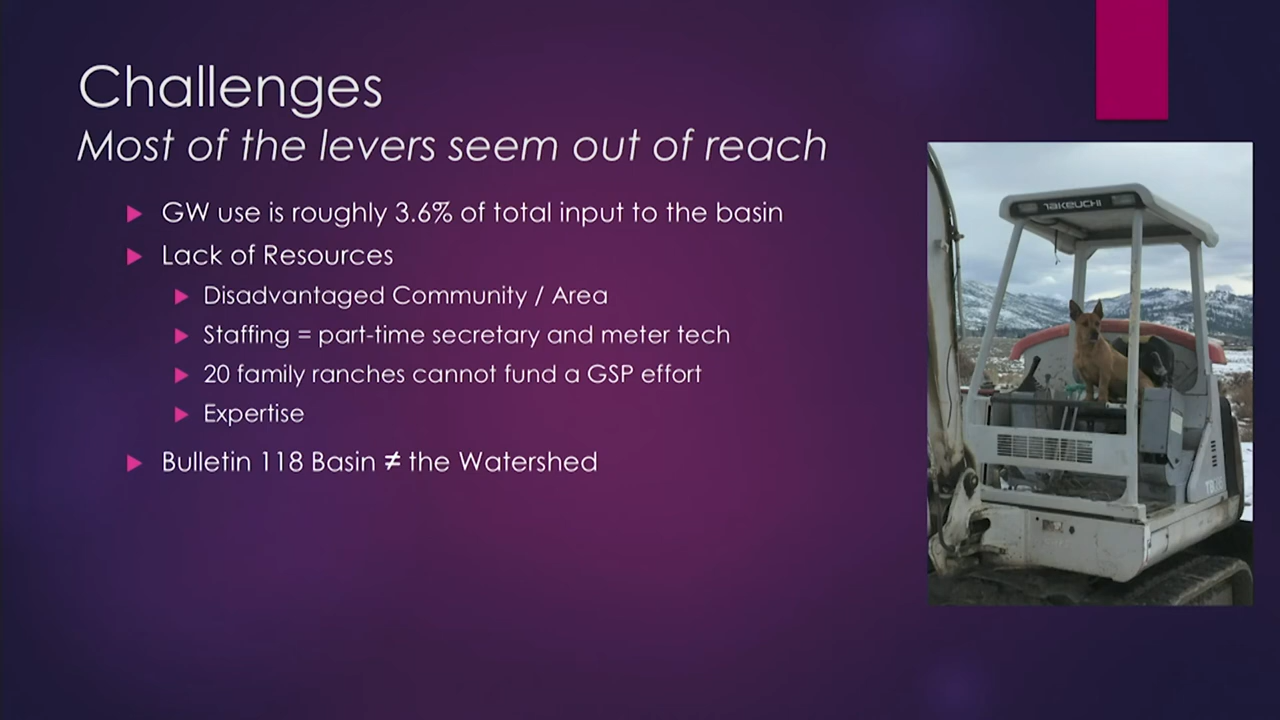 Challenges
Most of the levers seem out of reach
GW use is roughly 3.6% of total input to the basin
Lack of Resources
Disadvantaged Community / Area
Staffing = part-time secretary and meter tech
20 family ranches cannot fund a GSP effort
Expertise
Bulletin 118 Basin ≠ the Watershed
TAKEUCHI